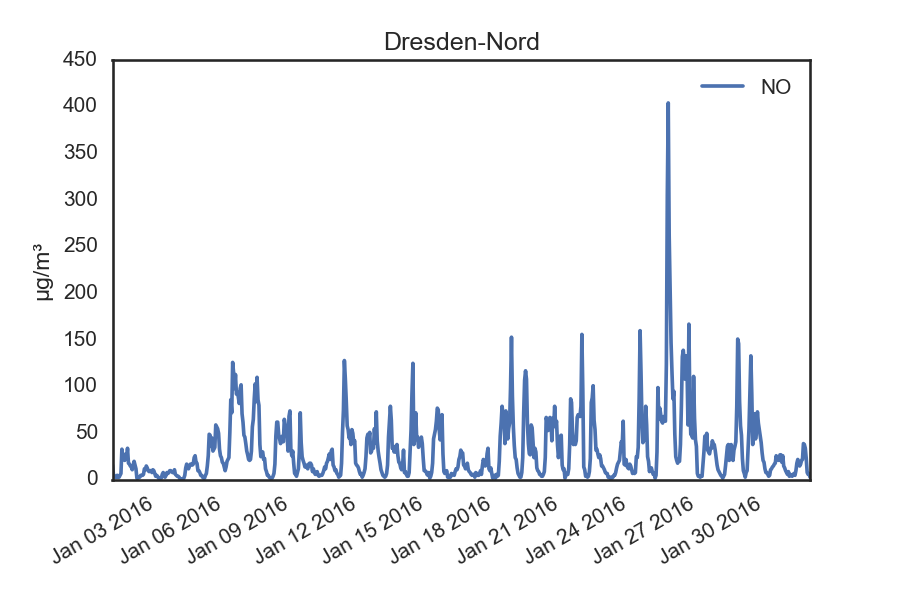 Dresden-Nord
450
400
350
300
250
200
150
100
50
0
µg/m³
NO
Jan 03 2016
Jan 06 2016
Jan 09 2016
Jan 12 2016
Jan 15 2016
Jan 18 2016
Jan 21 2016
Jan 24 2016
Jan 27 2016
Jan 30 2016